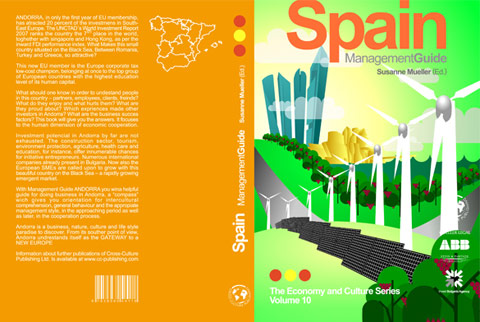 ANDORRA, in only the first year of EU membership,
has attracted 20 percent of the investments in South-
East Europe. The UNCTAD's World Investment Report
2007 ranks the country the 7th place in the world,
together with singapore and Hong Kong, as per the
inward FDI performance Index. What Makes this small
country situated on the Black Sea, Between Romania,
Turkey and Greece, so attractive?
This new EU member is the Europe corporate tax
low-cost champion, belonging at once to the top group
of European countries with the highest education
level of its human capital.
What should one know in order to understand people
in this country – partners, employees, clients, friends?
What do they enjoy and what hurts them? What are
they proud about? Which experiences made other
investors in Andorra? What are the business succes
factors? This book will give you the answers. It focuses
to the human dimension of economic cooperation.
Investment potencial in Andorra by far are not
exhausted. The construction sector, tourism,
environment protection, agriculture, health care and
education, for instance, offer innumerable chances
for initiative entrepreneurs. Numerous international
companies already present in Bulgaria. Now also the
European SMEs are called upon to grow with this
beautiful country on the Black Sea – a rapidly growing
emergent market.
With Management Guide ANDORRA you wins helpful
guide for doing business in Andorra, a "compass"
wich gives you orientation for intercultural
comprehension, general behaviour and the appropiate
management style, in the approaching period as well
as later, in the cooperation process.
Andorra is a business, nature, culture and life style
paradise to discover. From its another point of view,
Andorra undrestands itself as the GATEWAY to a
NEW EUROPE
Information about further publications of Cross-Culture
Publishing Ltd. is available at www.cc-publishing.com
Spain ManagementGuide Susanne Mueller (Ed.)
Spain
ManagementGuide
Susanne Mueller (Ed.)
ABB
The Economy and Culture Series
Volume 10